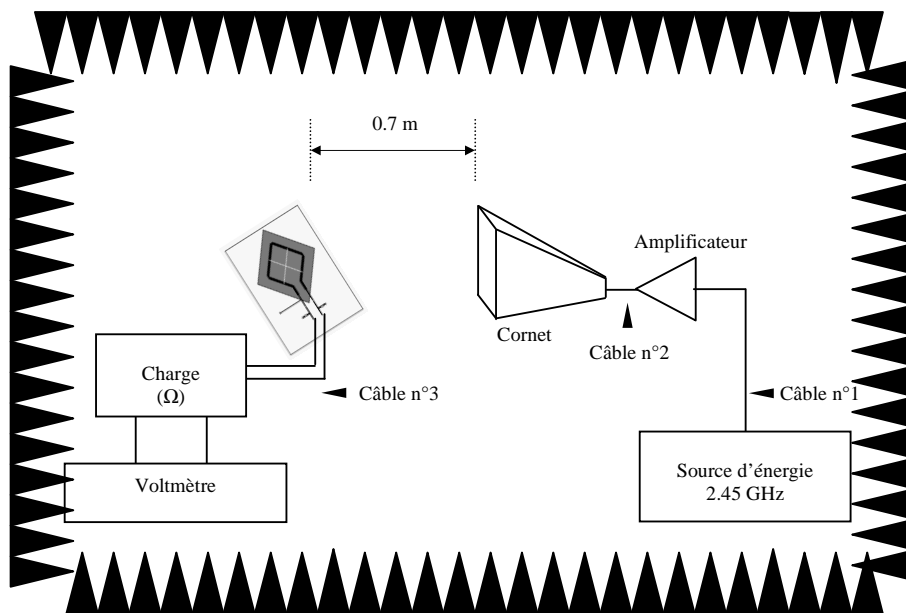 0.7 m
Amplificateur
Cornet
Câble n°2
Charge
(Ω)
Câble n°3
Câble n°1
Voltmètre
Source d'énergie
2.45 GHz